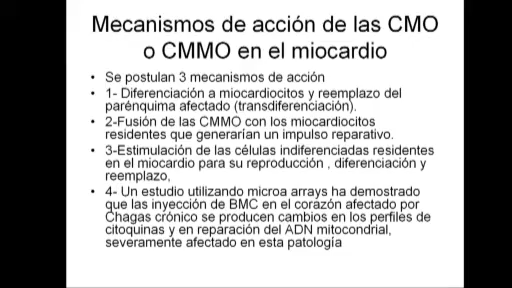 Mecanismos de acción de las CMO
o CMMO en el miocardio
• Se postulan 3 mecanismos de acción
• 1- Diferenciación a miocardiocitos y reemplazo del
parénquima afectado (transdiferenciación).
• 2-Fusión de las CMMO con los miocardiocitos
residentes que generarían un impulso reparativo.
• 3-Estimulación de las células indiferenciadas residentes
en el miocardio para su reproducción , diferenciación y
reemplazo,
• 4- Un estudio utilizando microa arrays ha demostrado
que las inyección de BMC en el corazón afectado por
Chagas crónico se producen cambios en los perfiles de
citoquinas y en reparación del ADN mitocondrial,
severamente afectado en esta patología